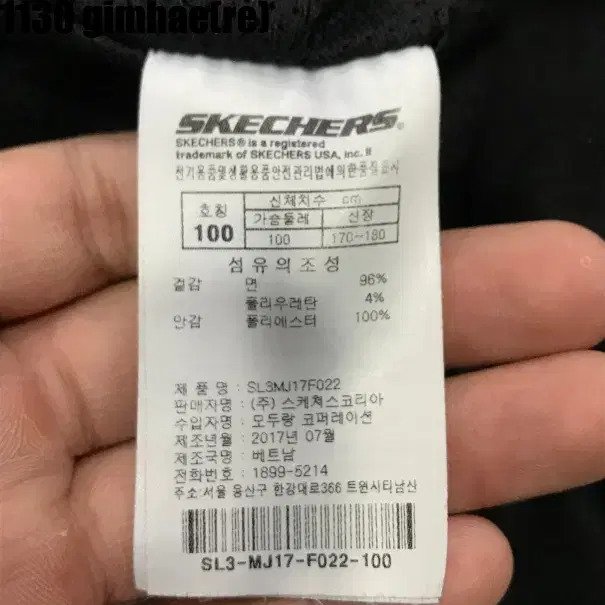 1130 gimhae(re)*
SKECHERS®
SKECHERS® is a registered
trademark of SKECHERS USA, Inc. II
전기용품및생활용품안전관리법에의한품질표시
호칭 신체치수 cm
가슴둘레 신장
100 100 170~180
섬유의조성
겉감 면 96%
폴리우레탄 4%
안감 폴리에스터 100%
제 품 명 : SL3MJ17F022
판매자명 : (주) 스케쳐스코리아
수입자명 : 모두랑 코퍼레이션
제조년월 : 2017년 07월
제조국명 : 베트남
전화번호 : 1899-5214
주소:서울 용산구 한강대로366 트윈시티남산
SL3-MJ17-F022-100